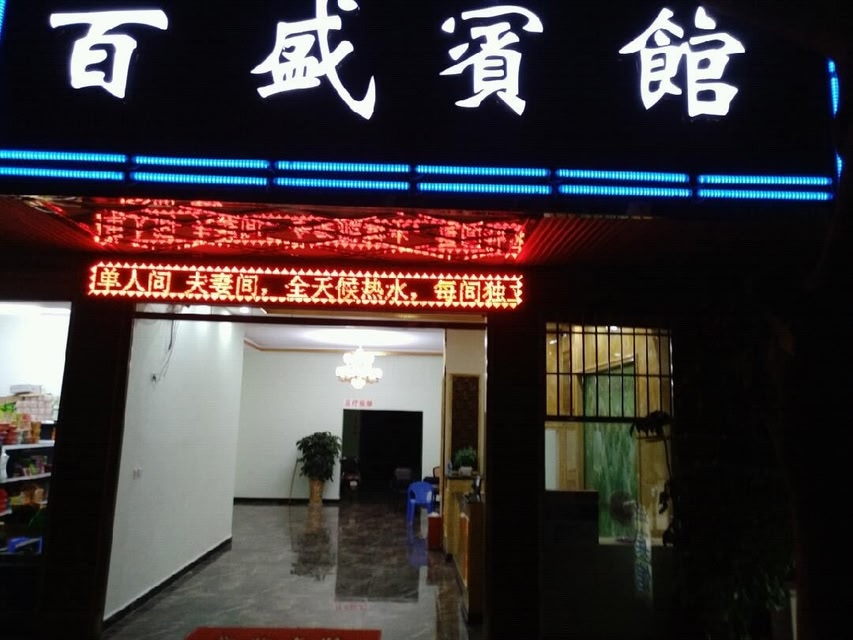 百盛賓館
单人间 夫妻间，全天候热水，每间独